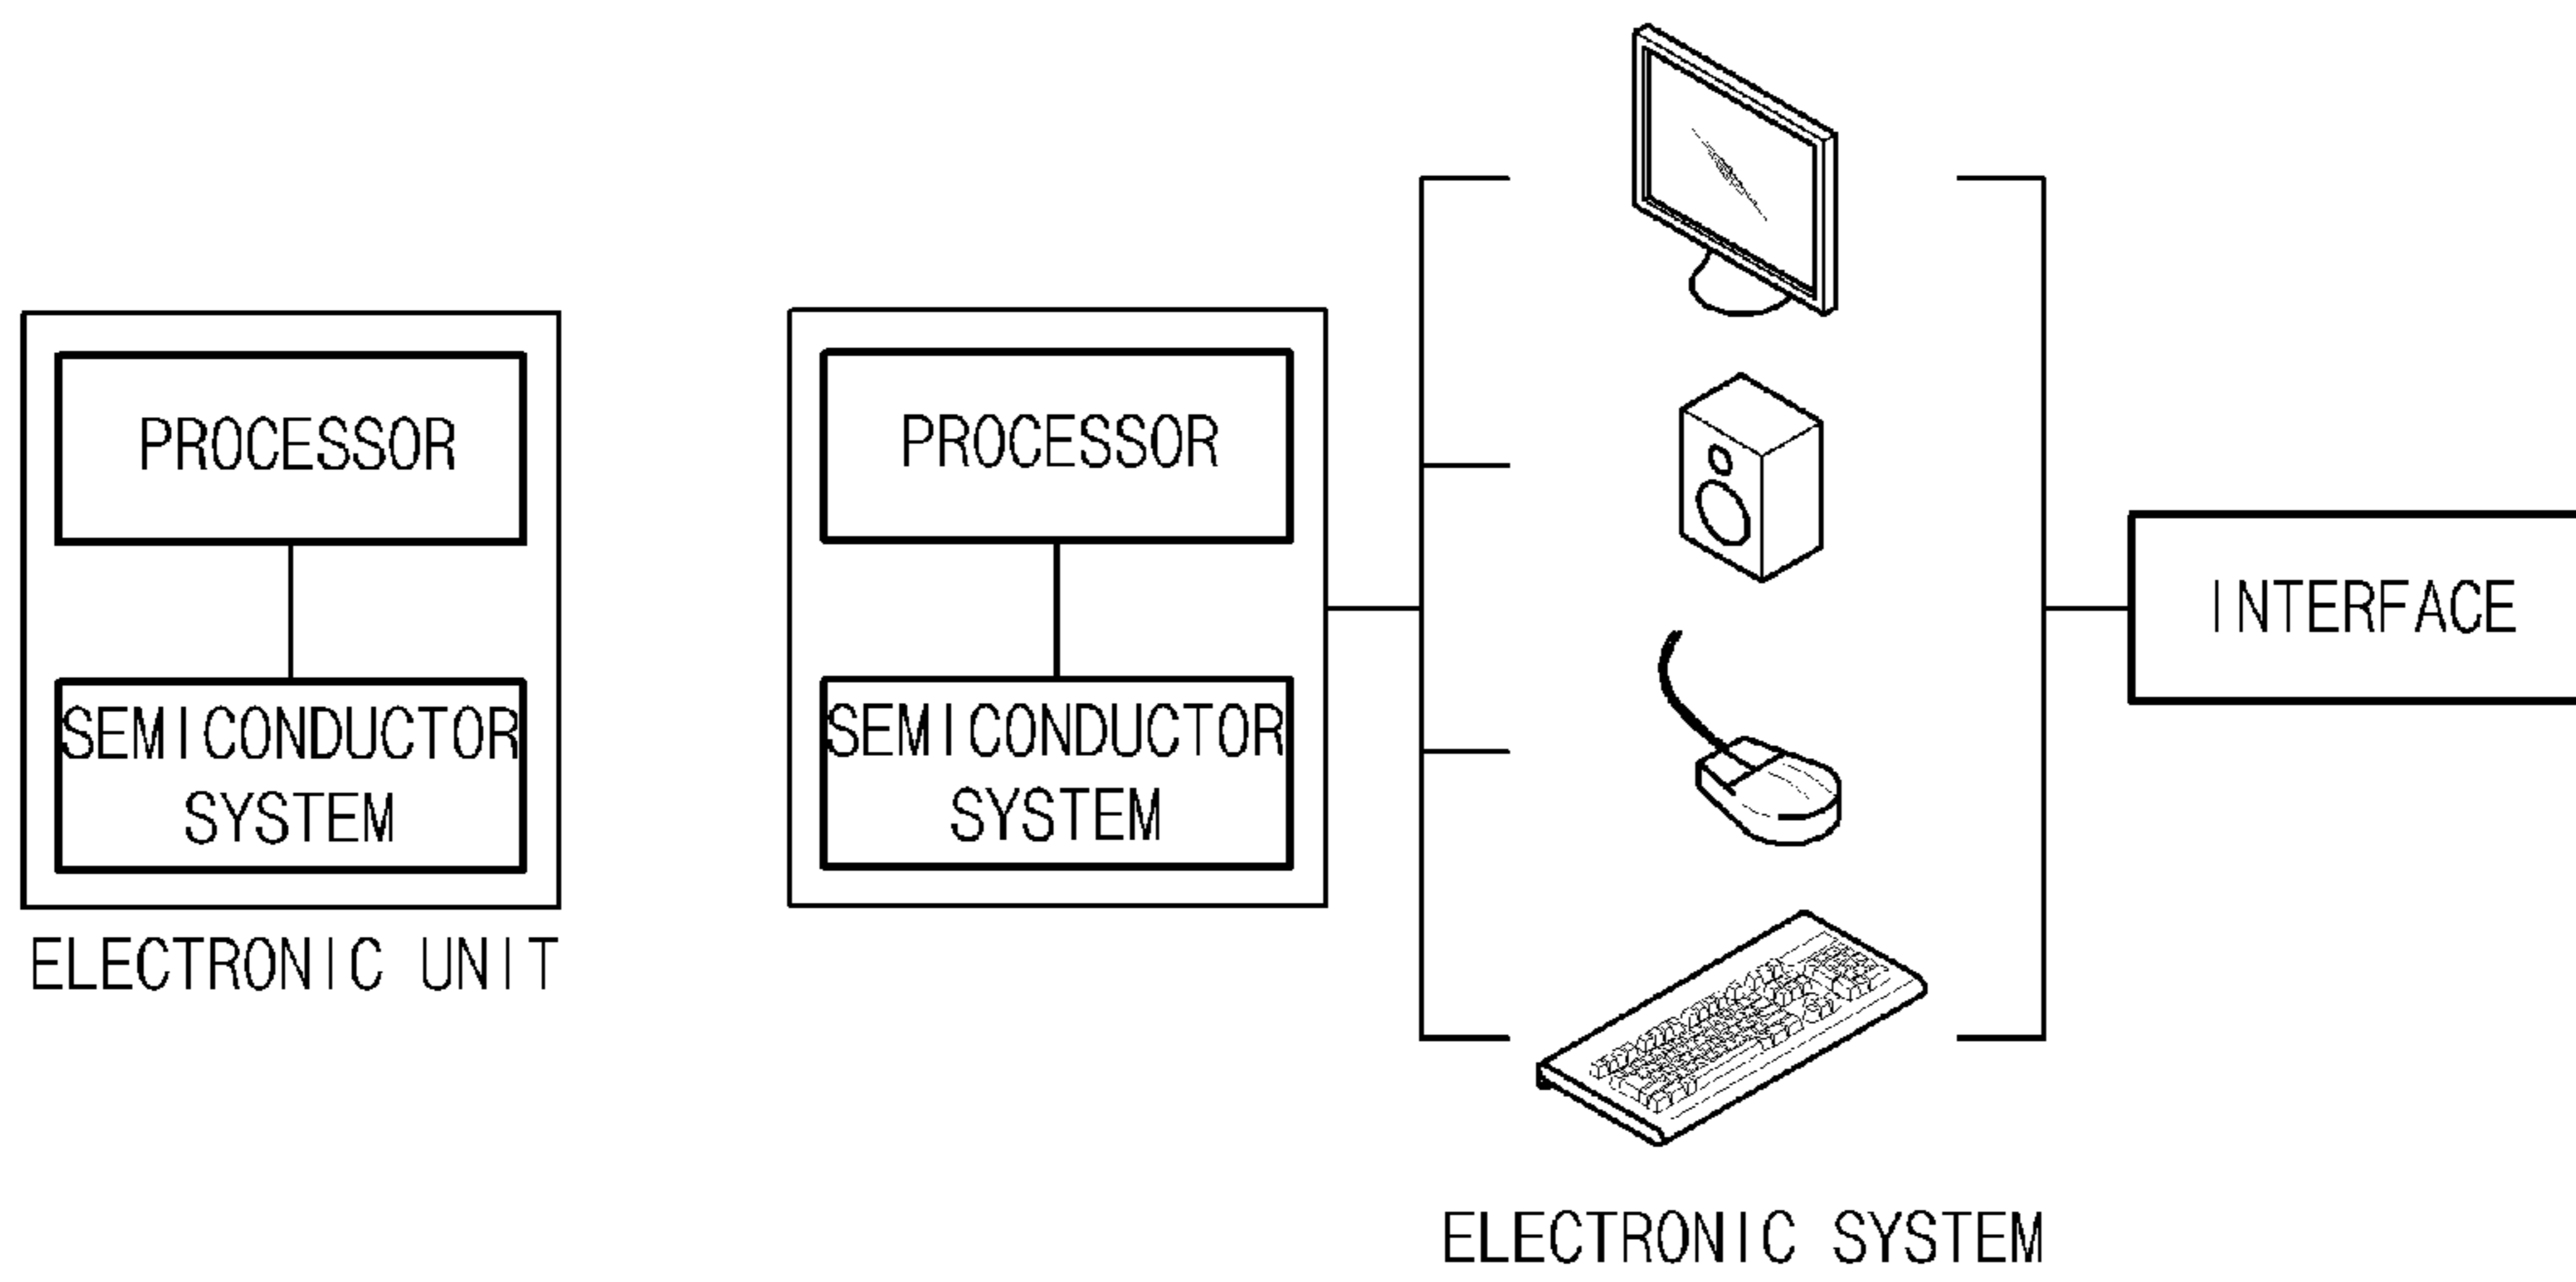 PROCESSOR
SEMICONDUCTOR
SYSTEM
ELECTRONIC UNIT
PROCESSOR
SEMICONDUCTOR
SYSTEM
INTERFACE
ELECTRONIC SYSTEM